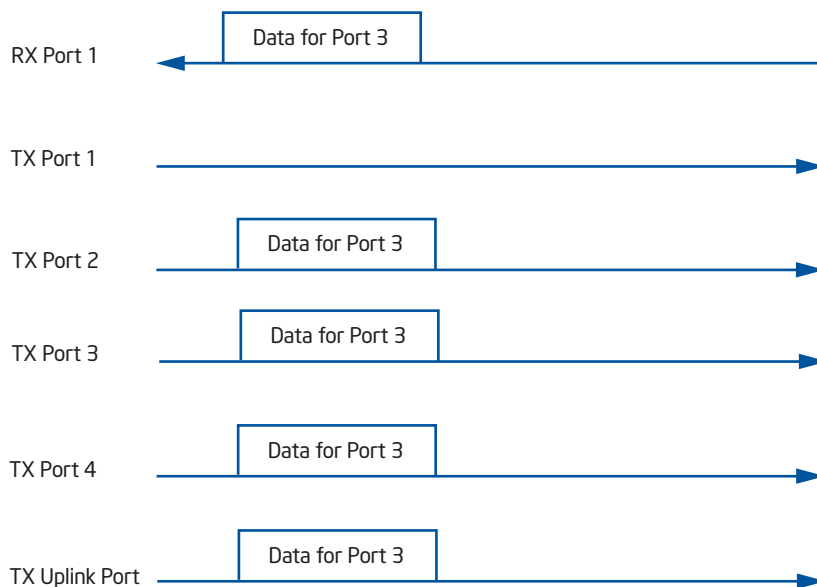 Data for Port 3
RX Port 1
TX Port 1
Data for Port 3
TX Port 2
Data for Port 3
TX Port 3
Data for Port 3
TX Port 4
Data for Port 3
TX Uplink Port